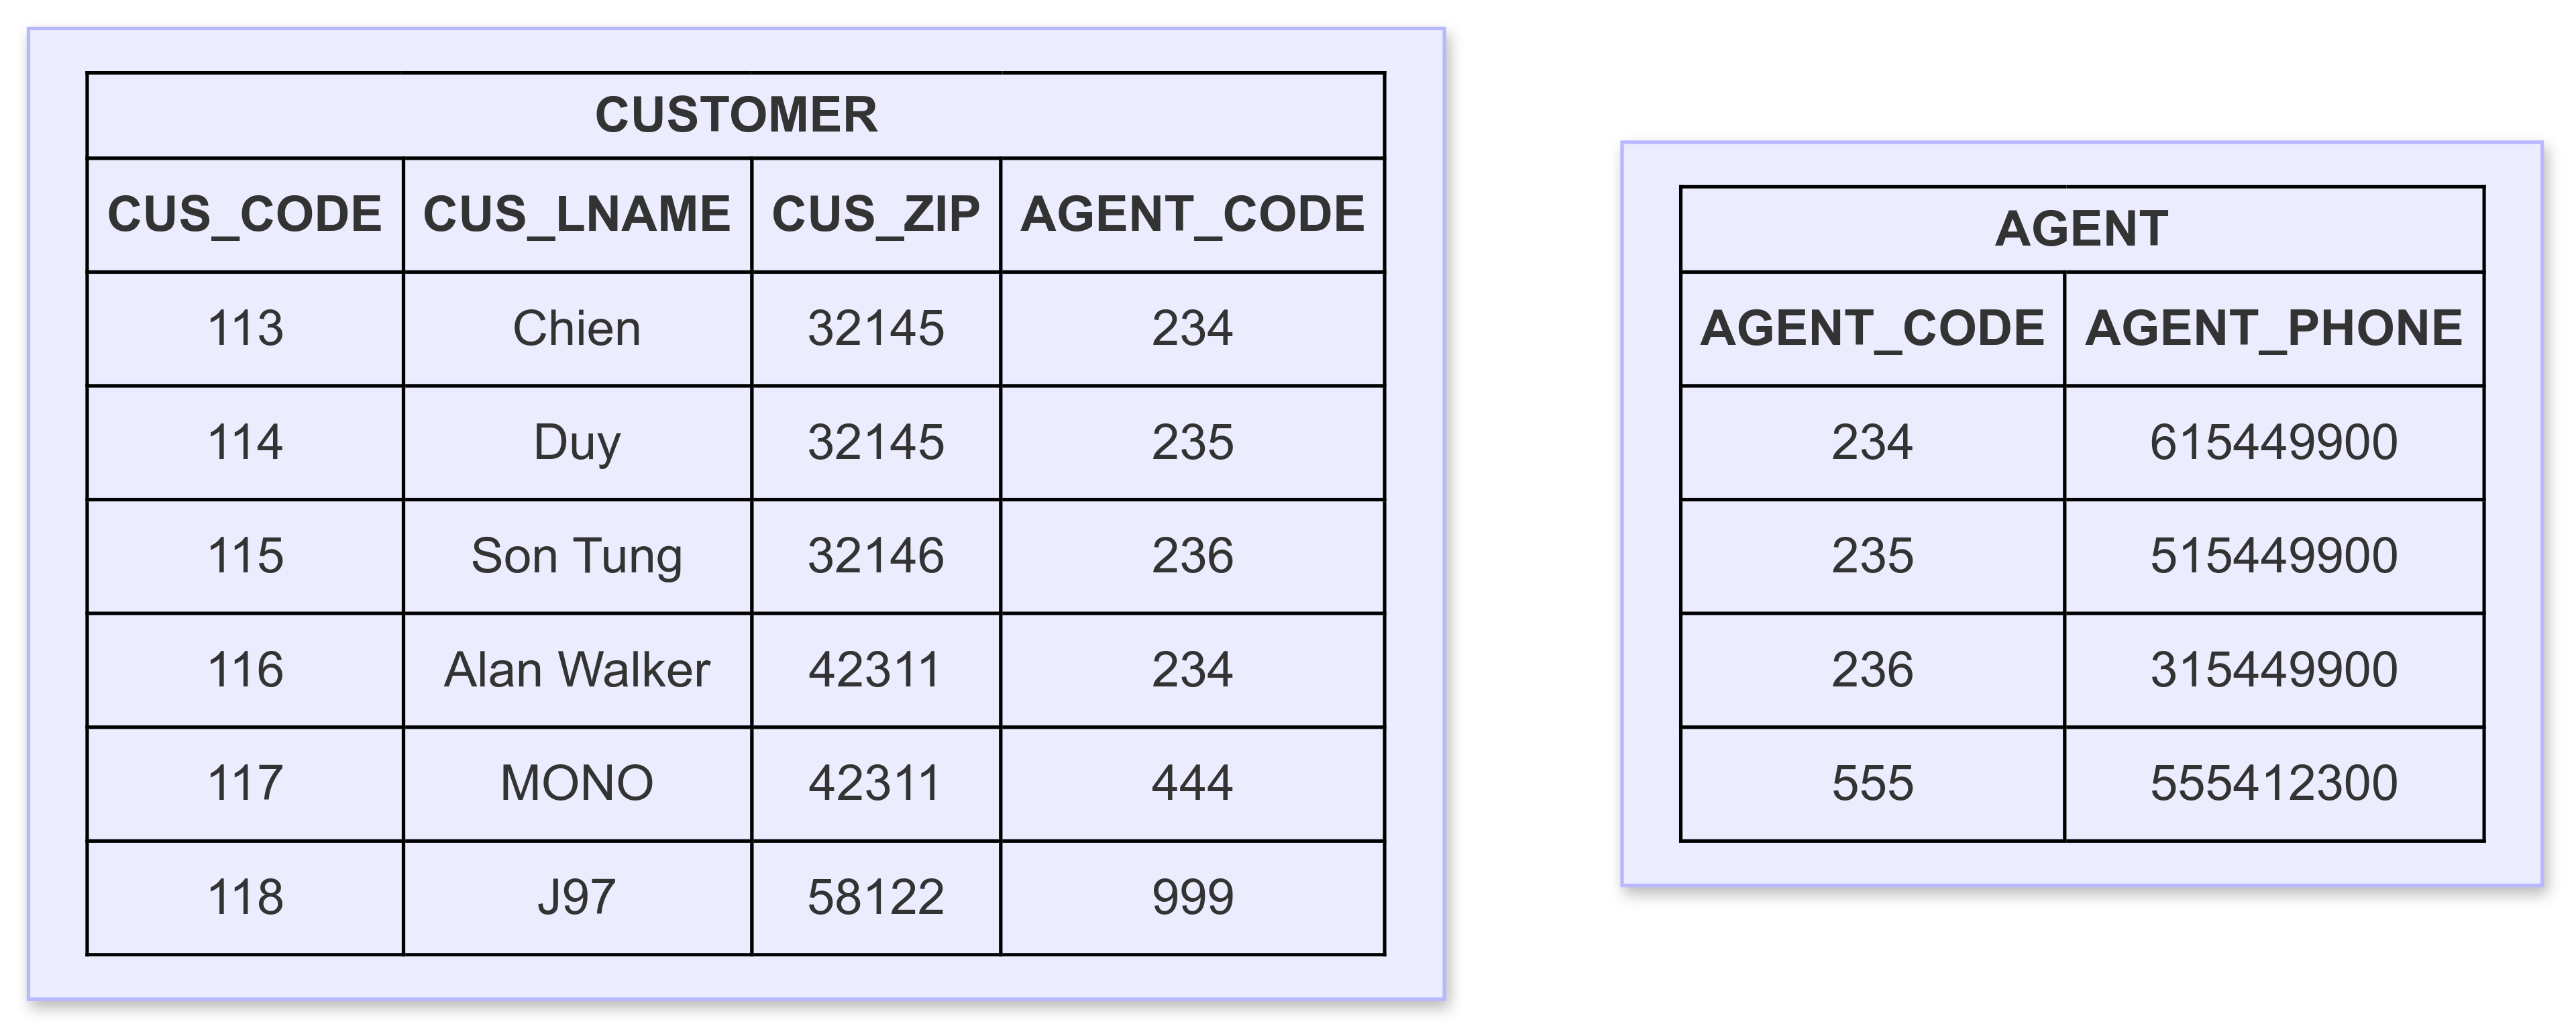 CUSTOMER
CUS_CODE CUS_LNAME CUS_ZIP AGENT_CODE
113 Chien 32145 234
114 Duy 32145 235
115 Son Tung 32146 236
116 Alan Walker 42311 234
117 MONO 42311 444
118 J97 58122 999
AGENT
AGENT_CODE AGENT_PHONE
234 615449900
235 515449900
236 315449900
555 555412300